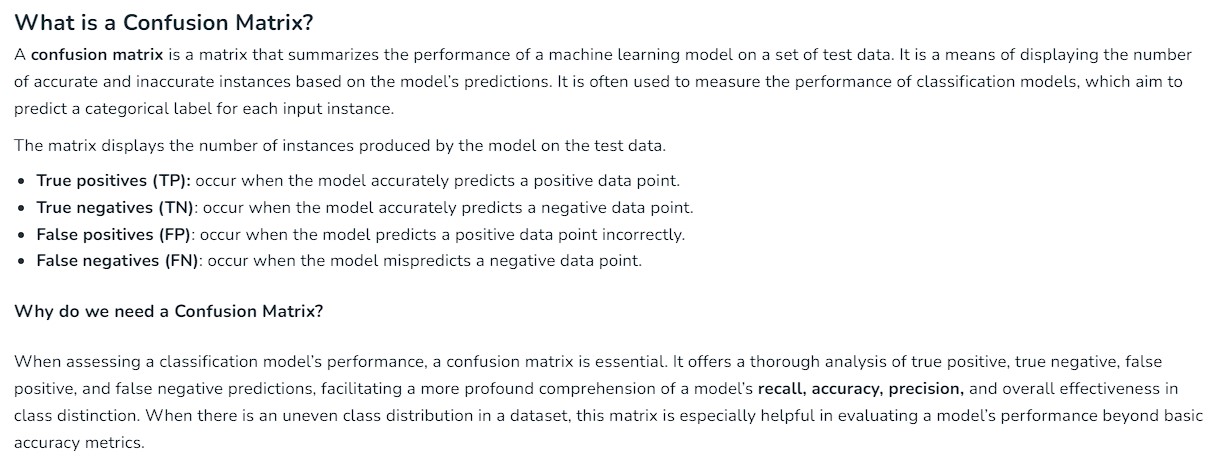 What is a Confusion Matrix?
A confusion matrix is a matrix that summarizes the performance of a machine learning model on a set of test data. It is a means of displaying the number
of accurate and inaccurate instances based on the model’s predictions. It is often used to measure the performance of classification models, which aim to
predict a categorical label for each input instance.
The matrix displays the number of instances produced by the model on the test data.
• True positives (TP): occur when the model accurately predicts a positive data point.
• True negatives (TN): occur when the model accurately predicts a negative data point.
• False positives (FP): occur when the model predicts a positive data point incorrectly.
• False negatives (FN): occur when the model mispredicts a negative data point.
Why do we need a Confusion Matrix?
When assessing a classification model’s performance, a confusion matrix is essential. It offers a thorough analysis of true positive, true negative, false
positive, and false negative predictions, facilitating a more profound comprehension of a model’s recall, accuracy, precision, and overall effectiveness in
class distinction. When there is an uneven class distribution in a dataset, this matrix is especially helpful in evaluating a model’s performance beyond basic
accuracy metrics.